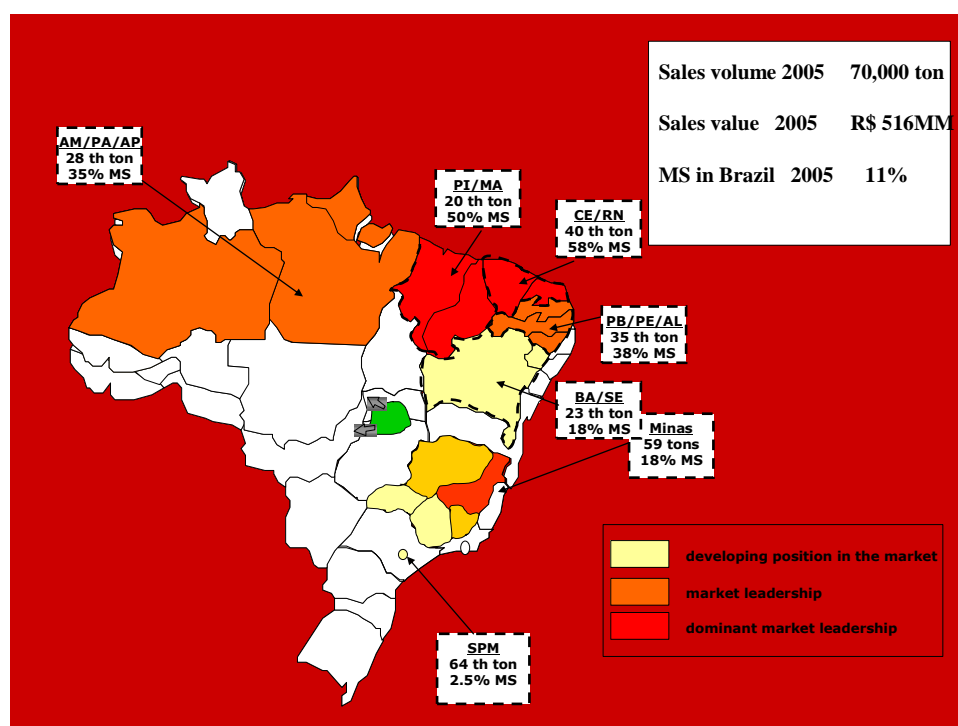 Sales volume 2005 70,000 ton
Sales value 2005 R$ 516MM
MS in Brazil 2005 11%
AM/PA/AP
28 th ton
35% MS
PI/MA
20 th ton
50% MS
CE/RN
40 th ton
58% MS
PB/PE/AL
35 th ton
38% MS
BA/SE
23 th ton
18% MS
Minas
59 tons
18% MS
developing position in the market
market leadership
dominant market leadership
SPM
64 th ton
2.5% MS